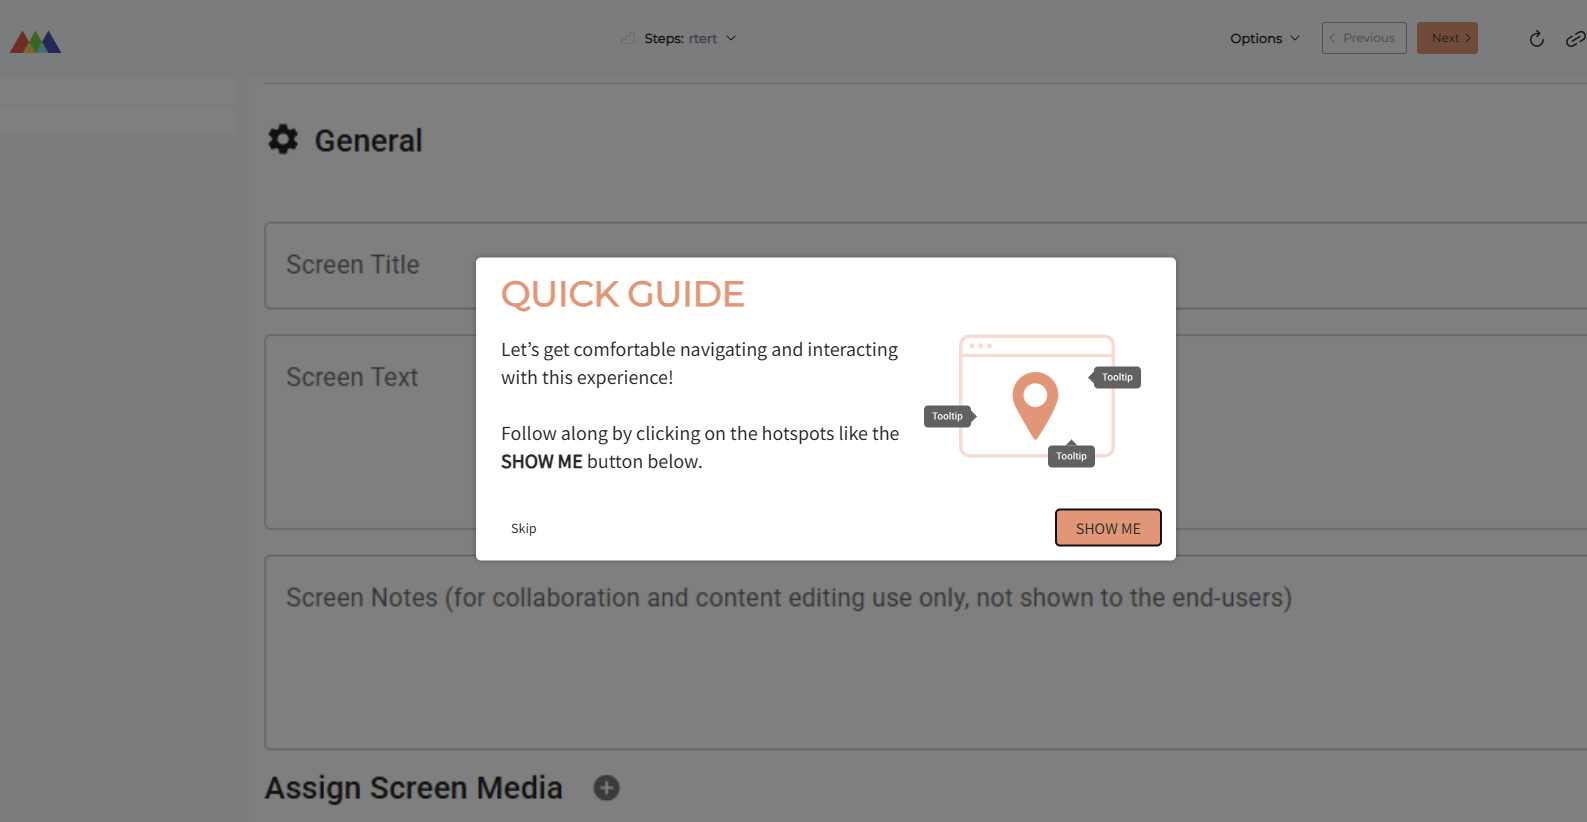 Steps: rtert
Options
Previous
Next
General
Screen Title
QUICK GUIDE
Let's get comfortable navigating and interacting
with this experience!
Follow along by clicking on the hotspots like the
SHOW ME button below.
Tooltip
Tooltip
Tooltip
Skip
SHOW ME
Screen Text
Screen Notes (for collaboration and content editing use only, not shown to the end-users)
Assign Screen Media